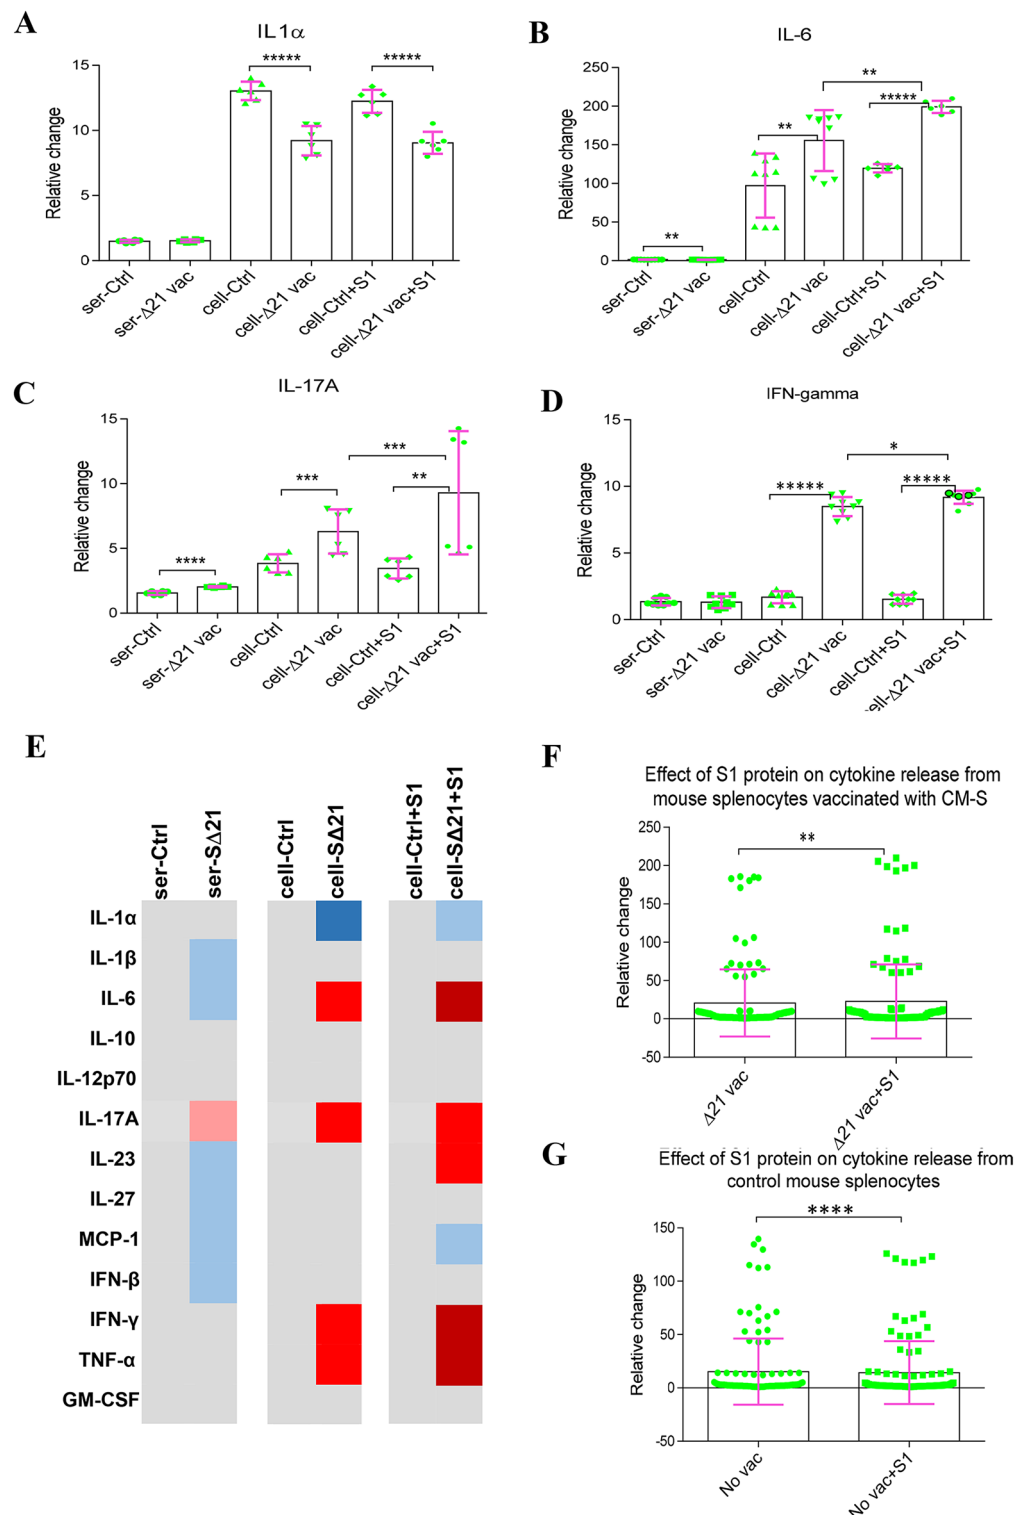 A
IL1α
Relative change
15
10
5
0
*****
*****
ser-Ctrl
ser-Δ21 vac
cell-Ctrl
cell-Δ21 vac
cell-Ctrl+S1
cell-Δ21 vac+S1
B
IL-6
Relative change
250
200
150
100
50
0
**
**
**
*****
ser-Ctrl
ser-Δ21 vac
cell-Ctrl
cell-Δ21 vac
cell-Ctrl+S1
cell-Δ21 vac+S1
C
IL-17A
Relative change
15
10
5
0
****
***
***
**
ser-Ctrl
ser-Δ21 vac
cell-Ctrl
cell-Δ21 vac
cell-Ctrl+S1
cell-Δ21 vac+S1
D
IFN-gamma
Relative change
15
10
5
0
*****
*
*****
ser-Ctrl
ser-Δ21 vac
cell-Ctrl
cell-Δ21 vac
cell-Ctrl+S1
cell-Δ21 vac+S1
E
ser-Ctrl
ser-SΔ21
cell-Ctrl
cell-SΔ21
cell-Ctrl+S1
cell-SΔ21+S1
IL-1α
IL-1β
IL-6
IL-10
IL-12p70
IL-17A
IL-23
IL-27
MCP-1
IFN-β
IFN-γ
TNF-α
GM-CSF
F
Effect of S1 protein on cytokine release from
mouse splenocytes vaccinated with CM-S
Relative change
250
200
150
100
50
0
-50
**
Δ21 vac
Δ21 vac+S1
G
Effect of S1 protein on cytokine release from
control mouse splenocytes
Relative change
150
100
50
0
-50
****
No vac
No vac+S1